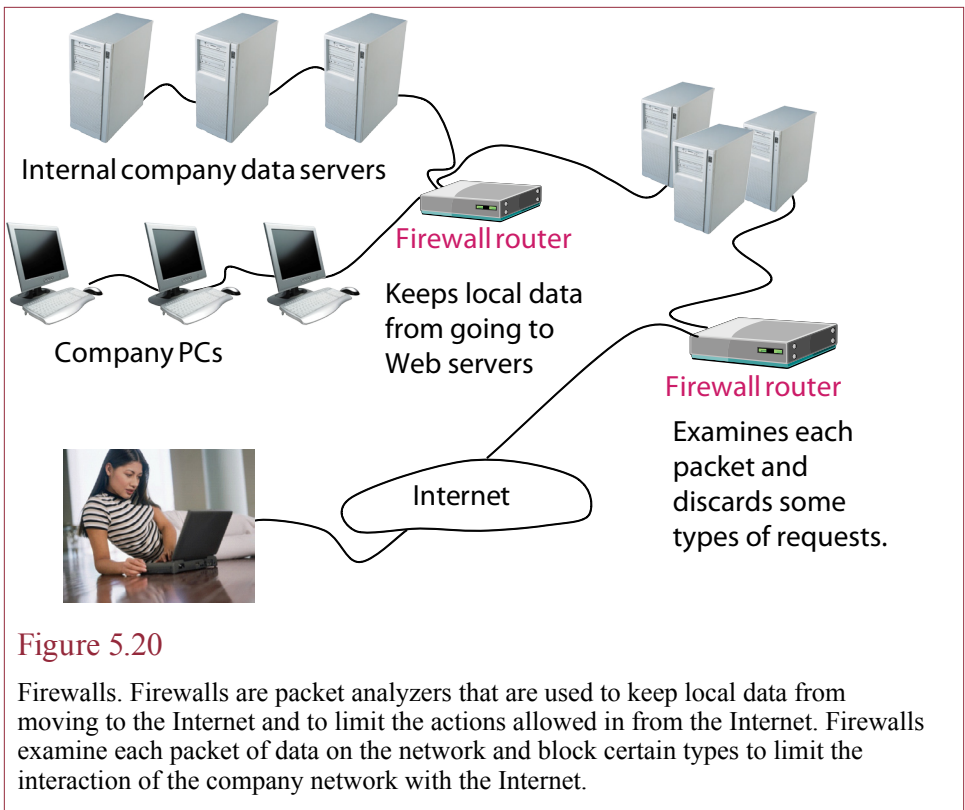 Internal company data servers
Firewall router
Keeps local data
from going to
Web servers
Company PCs
Firewall router
Examines each
packet and
discards some
types of requests.
Internet
Figure 5.20
Firewalls. Firewalls are packet analyzers that are used to keep local data from
moving to the Internet and to limit the actions allowed in from the Internet. Firewalls
examine each packet of data on the network and block certain types to limit the
interaction of the company network with the Internet.